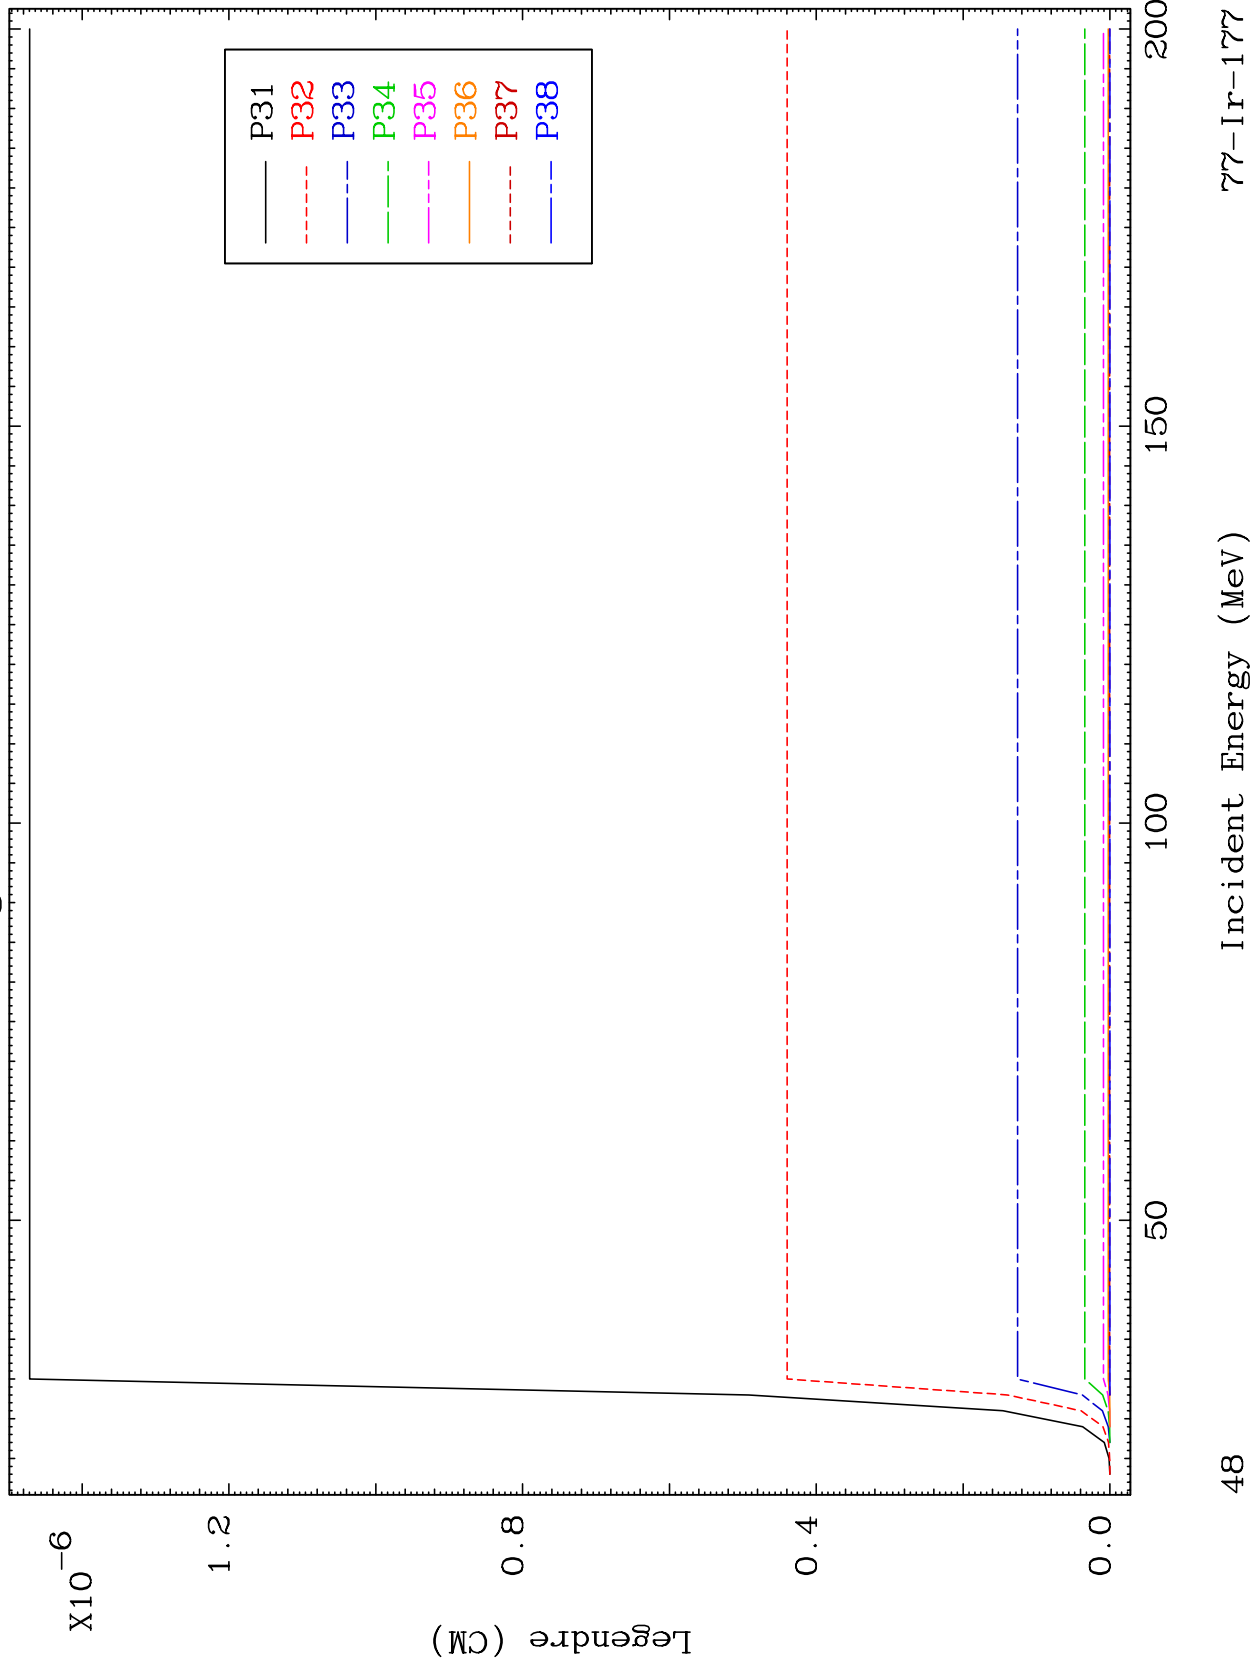 X10-6
1.2
0.8
0.4
0.0
Legendre (CM)
P31
P32
P33
P34
P35
P36
P37
P38
50
100
150
200
48
Incident Energy (MeV)
77-Ir-177